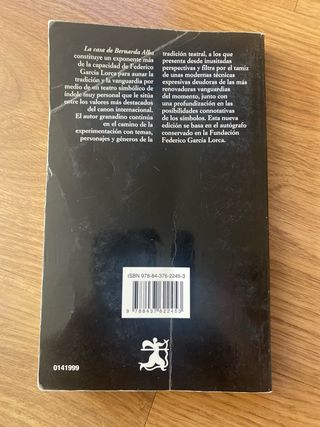 La casa de Bernarda Alba
constituye un exponente más
de la capacidad de Federico
García Lorca para aunar la
tradición y la vanguardia por
medio de un teatro simbólico de
índole muy personal que le sitúa
entre los valores más destacados
del canon internacional.
El autor granadino continúa
en el camino de la
experimentación con temas,
personajes y géneros de la
tradición teatral, a los que
presenta desde inusitadas
perspectivas y filtra por el tamiz
de unas modernas técnicas
expresivas deudoras de las más
renovadoras vanguardias
del momento, junto con
una profundización en las
posibilidades connotativas
de los símbolos. Esta nueva
edición se basa en el autógrafo
conservado en la Fundación
Federico García Lorca.
ISBN 978-84-376-2245-3
9 788437 622453
0141999